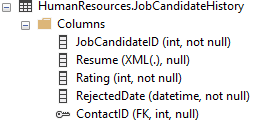 HumanResources.JobCandidateHistory
Columns
JobCandidateID (int, not null)
Resume (XML(.), null)
Rating (int, not null)
RejectedDate (datetime, not null)
ContactID (FK, int, null)